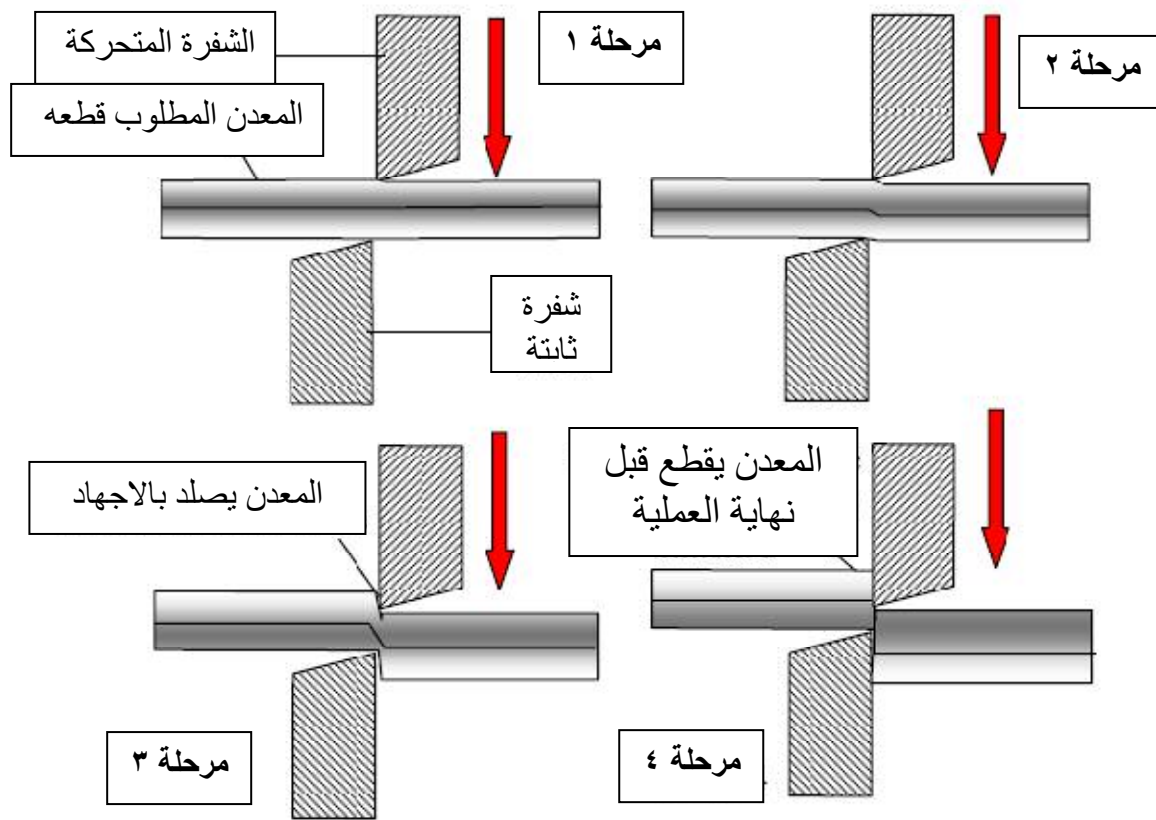 الشفرة المتحركة
مرحلة ١
مرحلة ٢
المعدن المطلوب قطعه
شفرة
ثابتة
المعدن يصلد بالاجهاد
المعدن يقطع قبل
نهاية العملية
مرحلة ٣
مرحلة ٤